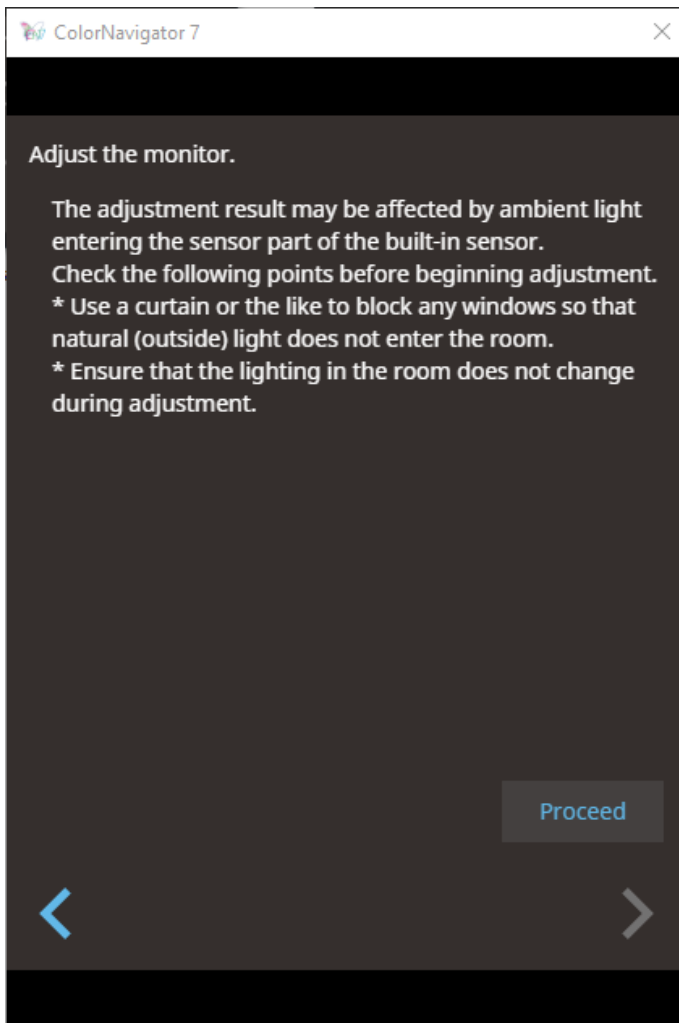 ColorNavigator 7
Adjust the monitor.
The adjustment result may be affected by ambient light
entering the sensor part of the built-in sensor.
Check the following points before beginning adjustment.
* Use a curtain or the like to block any windows so that
natural (outside) light does not enter the room.
* Ensure that the lighting in the room does not change
during adjustment.
Proceed